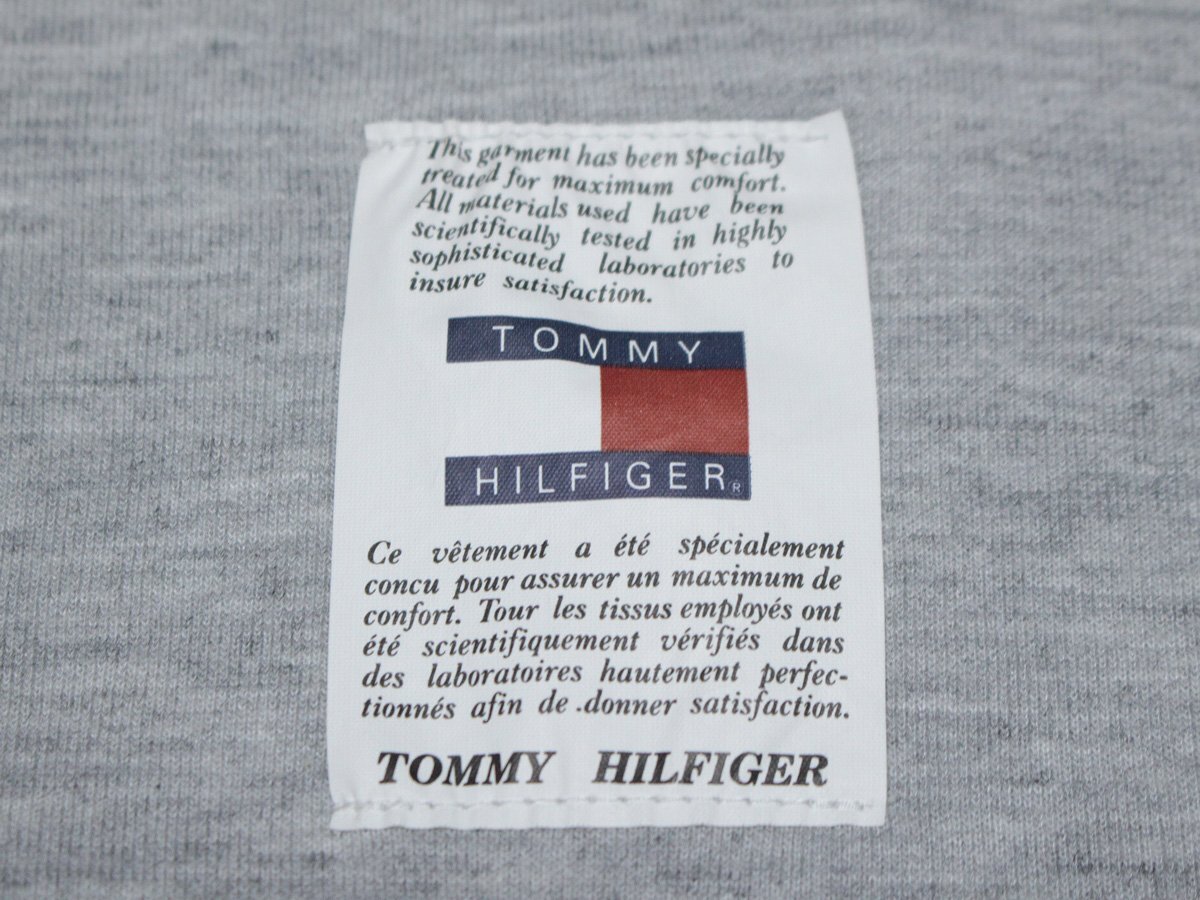 This garment has been specially
treated for maximum comfort.
All materials used have been
scientifically tested in highly
sophisticated laboratories to
insure satisfaction.
TOMMY
HILFIGER®
Ce vêtement a été spécialement
concu pour assurer un maximum de
confort. Tour les tissus employés ont
été scientifiquement vérifiés dans
des laboratoires hautement perfec-
tionnés afin de .donner satisfaction.
TOMMY HILFIGER